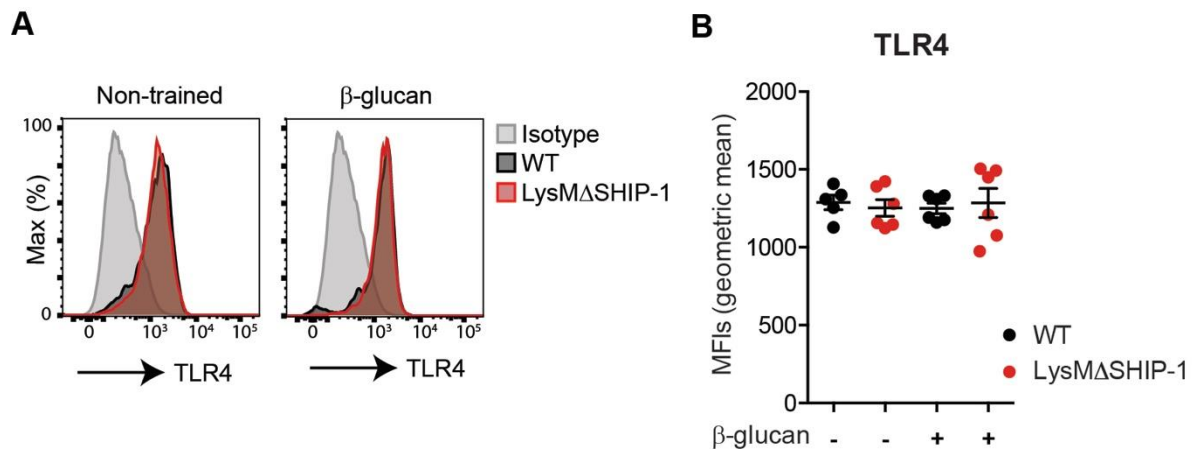 A
Non-trained
β-glucan
100
Max (%)
0
0 10³ 10⁴ 10⁵
0 10³ 10⁴ 10⁵
TLR4
TLR4
Isotype
WT
LysMΔSHIP-1
B
TLR4
MFIs (geometric mean)
2000
1500
1000
500
0
WT
LysMΔSHIP-1
β-glucan - - + +